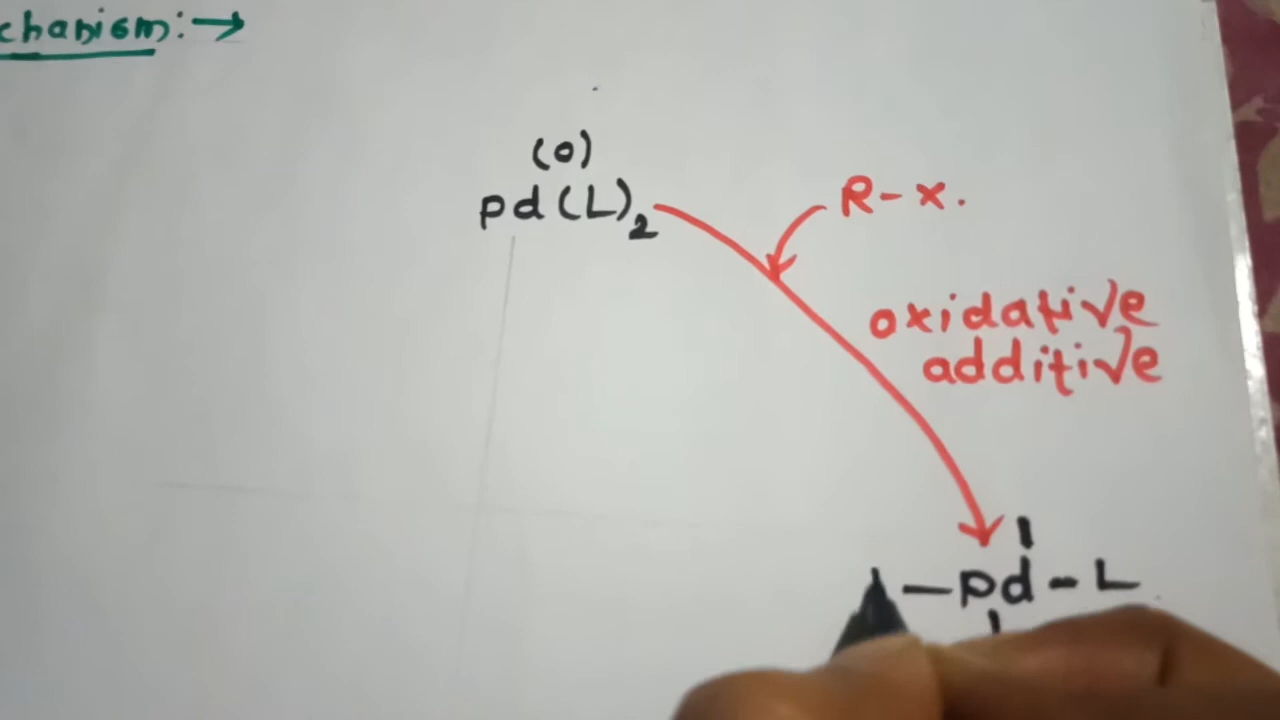 chanism:→
(0)
pd(L)2
R-x.
oxidative
additive
-pd-L